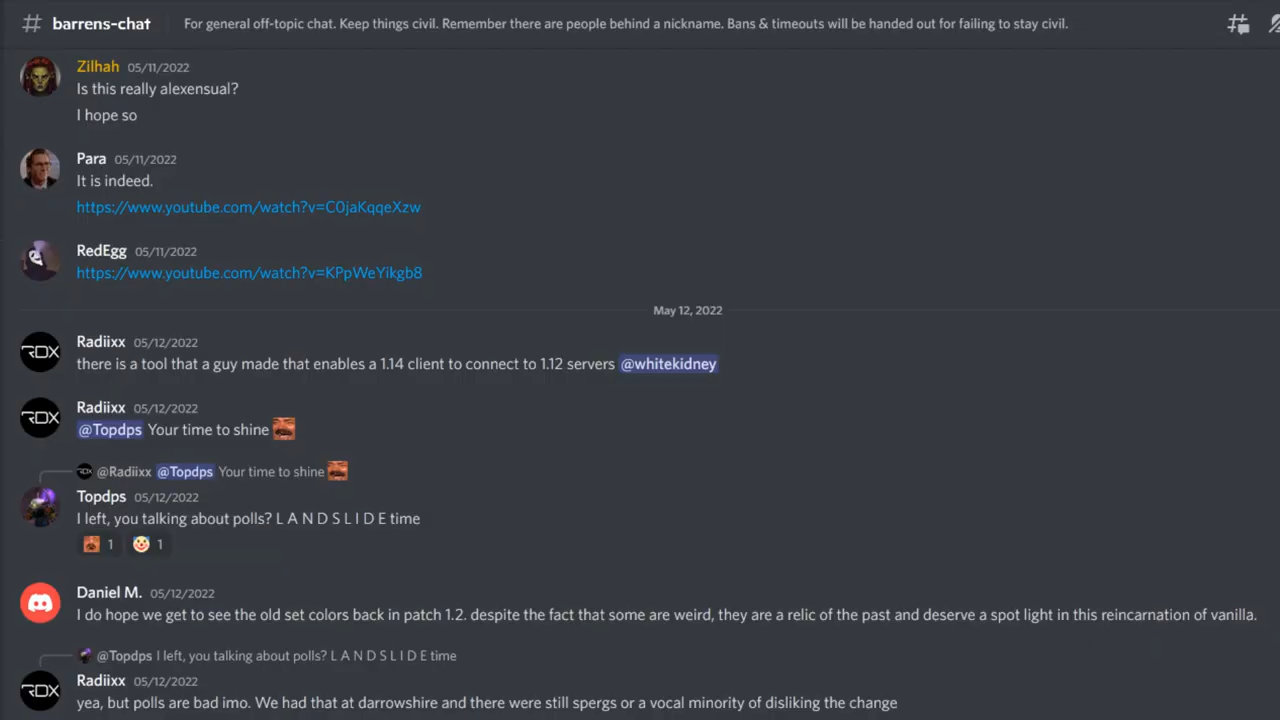 # barrens-chat For general off-topic chat. Keep things civil. Remember there are people behind a nickname. Bans & timeouts will be handed out for failing to stay civil.
Zilhah 05/11/2022
Is this really alexensual?
I hope so
Para 05/11/2022
It is indeed.
https://www.youtube.com/watch?v=C0jaKqqeXzw
RedEgg 05/11/2022
https://www.youtube.com/watch?v=KPpWeYikgb8
May 12, 2022
RDX
Radiixx 05/12/2022
there is a tool that a guy made that enables a 1.14 client to connect to 1.12 servers @whitekidney
RDX
Radiixx 05/12/2022
@Topdps Your time to shine
@Radiixx @Topdps Your time to shine
Topdps 05/12/2022
I left, you talking about polls? L A N D S L I D E time
1 1
Daniel M. 05/12/2022
I do hope we get to see the old set colors back in patch 1.2. despite the fact that some are weird, they are a relic of the past and deserve a spot light in this reincarnation of vanilla.
@Topdps I left, you talking about polls? L A N D S L I D E time
RDX
Radiixx 05/12/2022
yea, but polls are bad imo. We had that at darrowshire and there were still spergs or a vocal minority of disliking the change